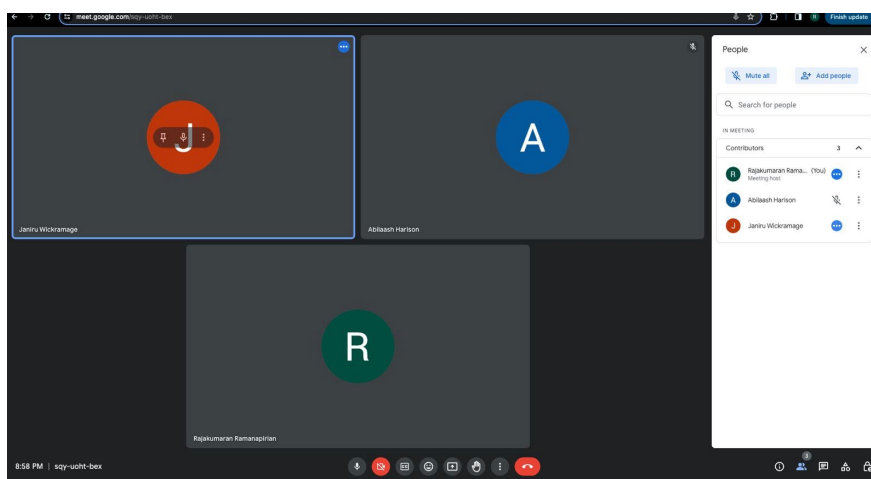 meet.google.com/sqy-uoht-bex
R
Finish update
J
Janiru Wickramage
A
Abilaash Harison
R
Rajakumaran Ramanapirian
People
Mute all
Add people
Search for people
IN MEETING
Contributors 3
R Rajakumaran Rama... (You)
Meeting host
A Abilaash Harison
J Janiru Wickramage
8:58 PM | sqy-uoht-bex
CC
3